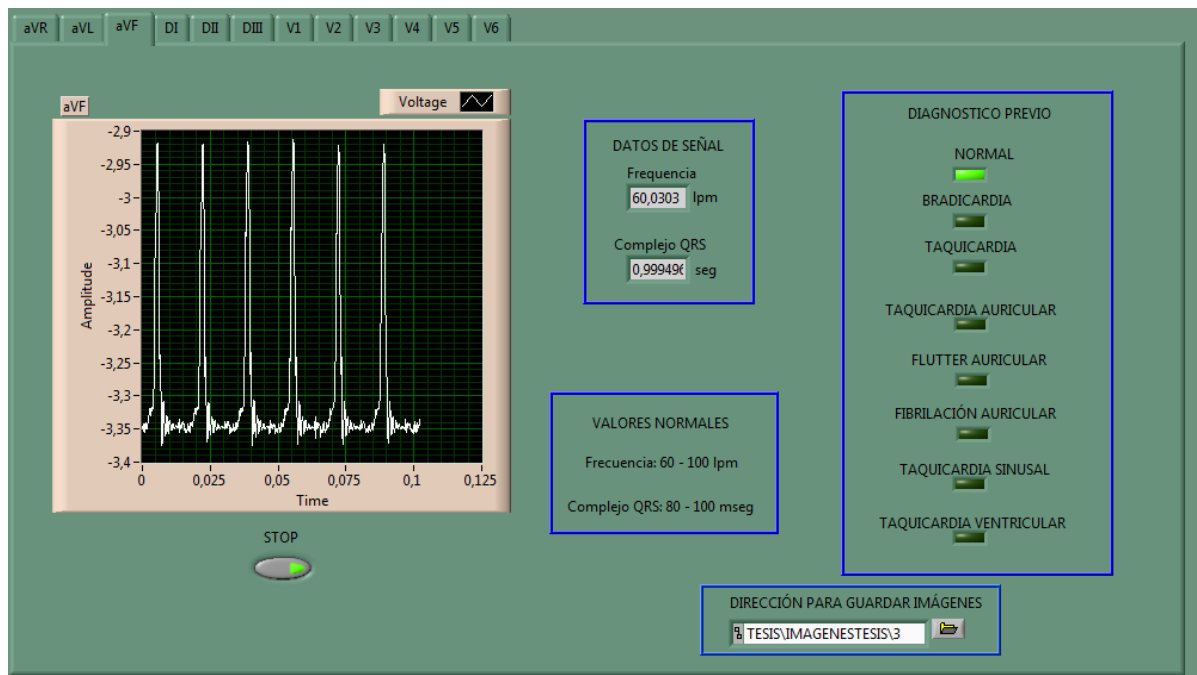 aVR aVL aVF DI DII DIII V1 V2 V3 V4 V5 V6
aVF
Voltage
Amplitude
-2,9
-2,95
-3
-3,05
-3,1
-3,15
-3,2
-3,25
-3,3
-3,35
-3,4
0 0,025 0,05 0,075 0,1 0,125
Time
STOP
DATOS DE SEÑAL
Frequencia
60,0303 lpm
Complejo QRS
0,999496 seg
VALORES NORMALES
Frecuencia: 60 - 100 lpm
Complejo QRS: 80 - 100 mseg
DIAGNOSTICO PREVIO
NORMAL
BRADICARDIA
TAQUICARDIA
TAQUICARDIA AURICULAR
FLUTTER AURICULAR
FIBRILACIÓN AURICULAR
TAQUICARDIA SINUSAL
TAQUICARDIA VENTRICULAR
DIRECCIÓN PARA GUARDAR IMÁGENES
TESIS\IMAGENESTESIS\3